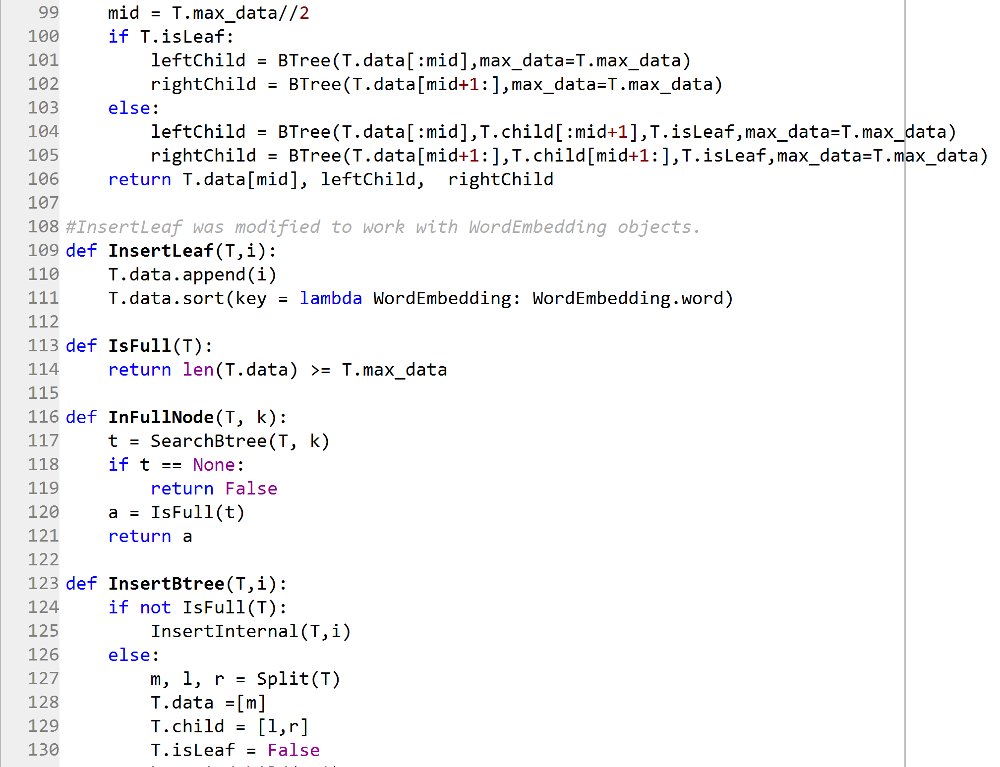 99    mid = T.max_data//2
100    if T.isLeaf:
101        leftChild = BTree(T.data[:mid],max_data=T.max_data)
102        rightChild = BTree(T.data[mid+1:],max_data=T.max_data)
103    else:
104        leftChild = BTree(T.data[:mid],T.child[:mid+1],T.isLeaf,max_data=T.max_data)
105        rightChild = BTree(T.data[mid+1:],T.child[mid+1:],T.isLeaf,max_data=T.max_data)
106    return T.data[mid], leftChild,  rightChild
107
108 #InsertLeaf was modified to work with WordEmbedding objects.
109 def InsertLeaf(T,i):
110    T.data.append(i)
111    T.data.sort(key = lambda WordEmbedding: WordEmbedding.word)
112
113 def IsFull(T):
114    return len(T.data) >= T.max_data
115
116 def InFullNode(T, k):
117    t = SearchBtree(T, k)
118    if t == None:
119        return False
120    a = IsFull(t)
121    return a
122
123 def InsertBtree(T,i):
124    if not IsFull(T):
125        InsertInternal(T,i)
126    else:
127        m, l, r = Split(T)
128        T.data =[m]
129        T.child = [l,r]
130        T.isLeaf = False